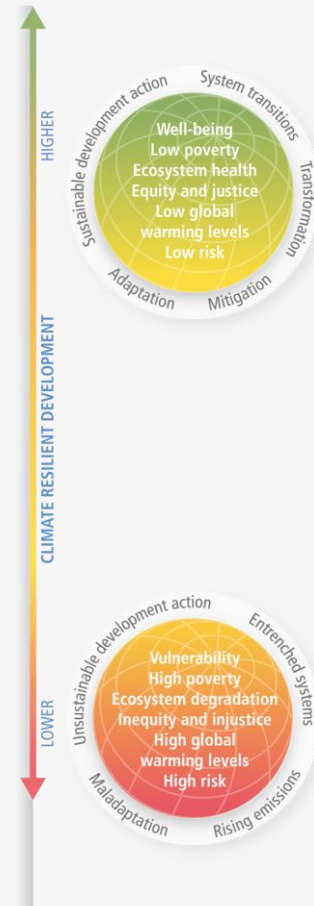 HIGHER
CLIMATE RESILIENT DEVELOPMENT
LOWER
Sustainable development action
System transitions
Transformation
Mitigation
Adaptation
Well-being
Low poverty
Ecosystem health
Equity and justice
Low global
warming levels
Low risk
Unsustainable development action
Entrenched systems
Rising emissions
Maladaptation
Vulnerability
High poverty
Ecosystem degradation
Inequity and injustice
High global
warming levels
High risk